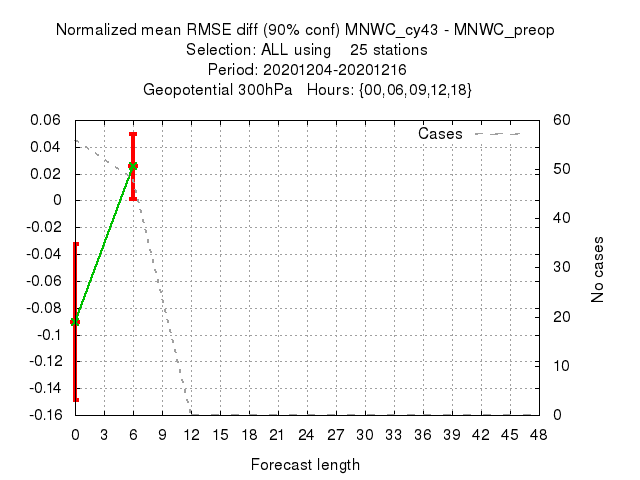 Normalized mean RMSE diff (90% conf) MNWC_cy43 - MNWC_preop
Selection: ALL using    25 stations
Period: 20201204-20201216
Geopotential 300hPa   Hours: {00,06,09,12,18}
0.06
0.04
0.02
0
-0.02
-0.04
-0.06
-0.08
-0.1
-0.12
-0.14
-0.16
Cases
60
50
40
30
20
10
0
No cases
0 3 6 9 12 15 18 21 24 27 30 33 36 39 42 45 48
Forecast length